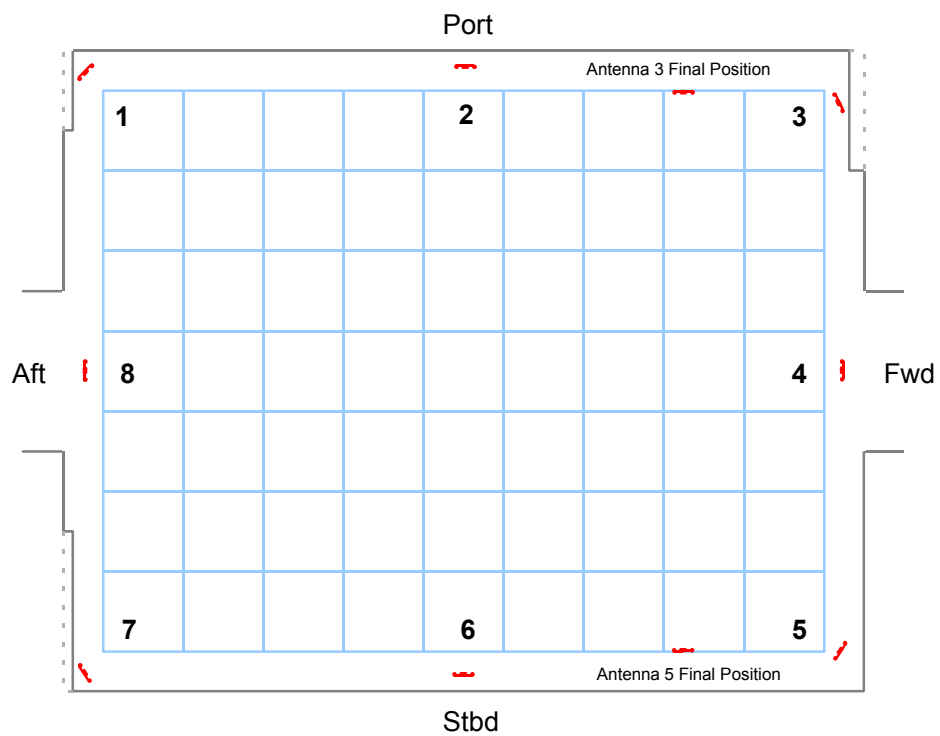 Port
Antenna 3 Final Position
1
2
3
Aft
8
4
Fwd
7
6
5
Antenna 5 Final Position
Stbd